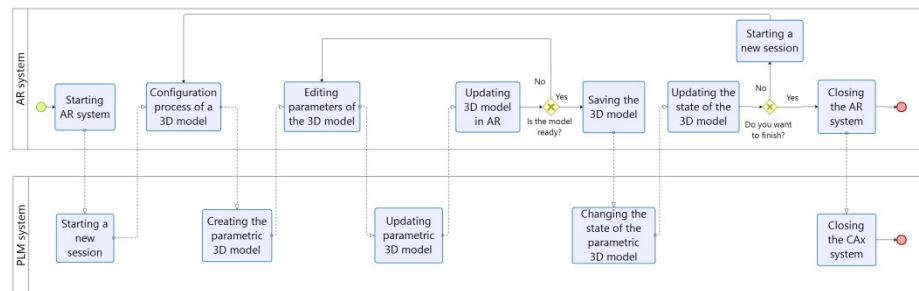 AR system
Starting
AR system
Configuration
process of a
3D model
Editing
parameters of
the 3D model
Updating
3D model
in AR
No
Yes
Is the model
ready?
Saving the
3D model
Updating the
state of the
3D model
Starting a
new session
No
Yes
Do you want
to finish?
Closing
the AR
system
PLM system
Starting a
new
session
Creating the
parametric
3D model
Updating
parametric
3D model
Changing the
state of the
parametric
3D model
Closing
the CAx
system